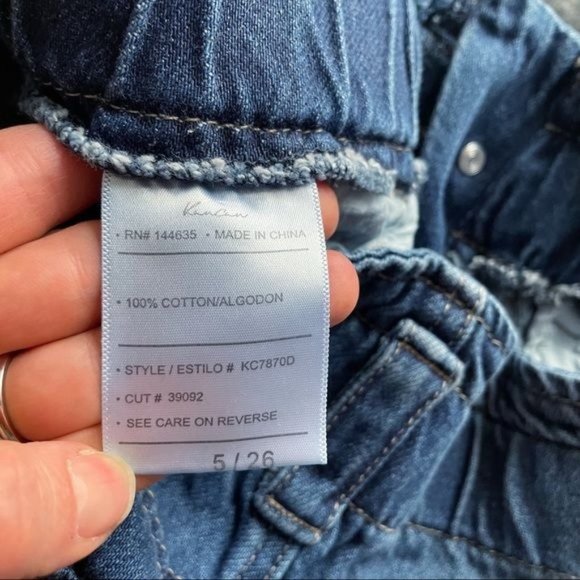 KanCan
• RN# 144635 • MADE IN CHINA
• 100% COTTON/ALGODON
• STYLE / ESTILO # KC7870D
• CUT # 39092
• SEE CARE ON REVERSE
5 / 26